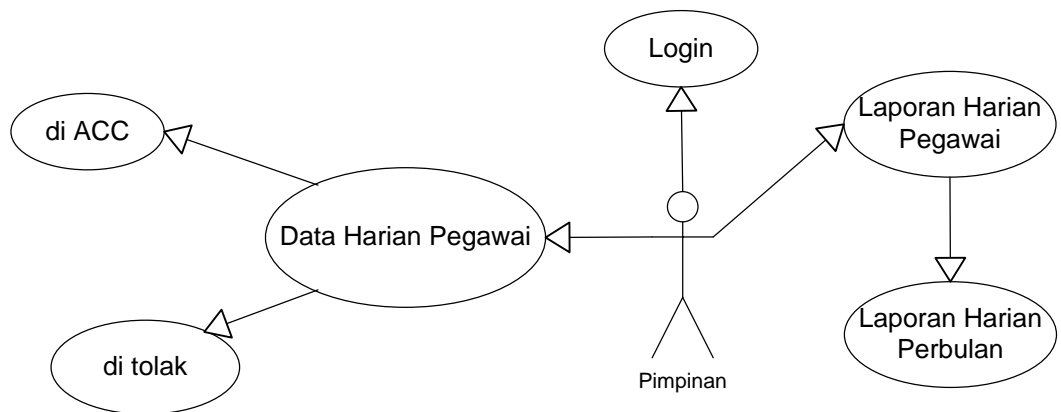 Login
di ACC
Laporan Harian
Pegawai
Data Harian Pegawai
di tolak
Laporan Harian
Perbulan
Pimpinan